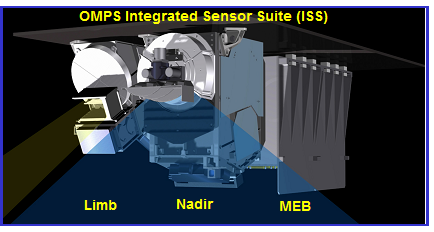 OMPS Integrated Sensor Suite (ISS)
Limb
Nadir
MEB